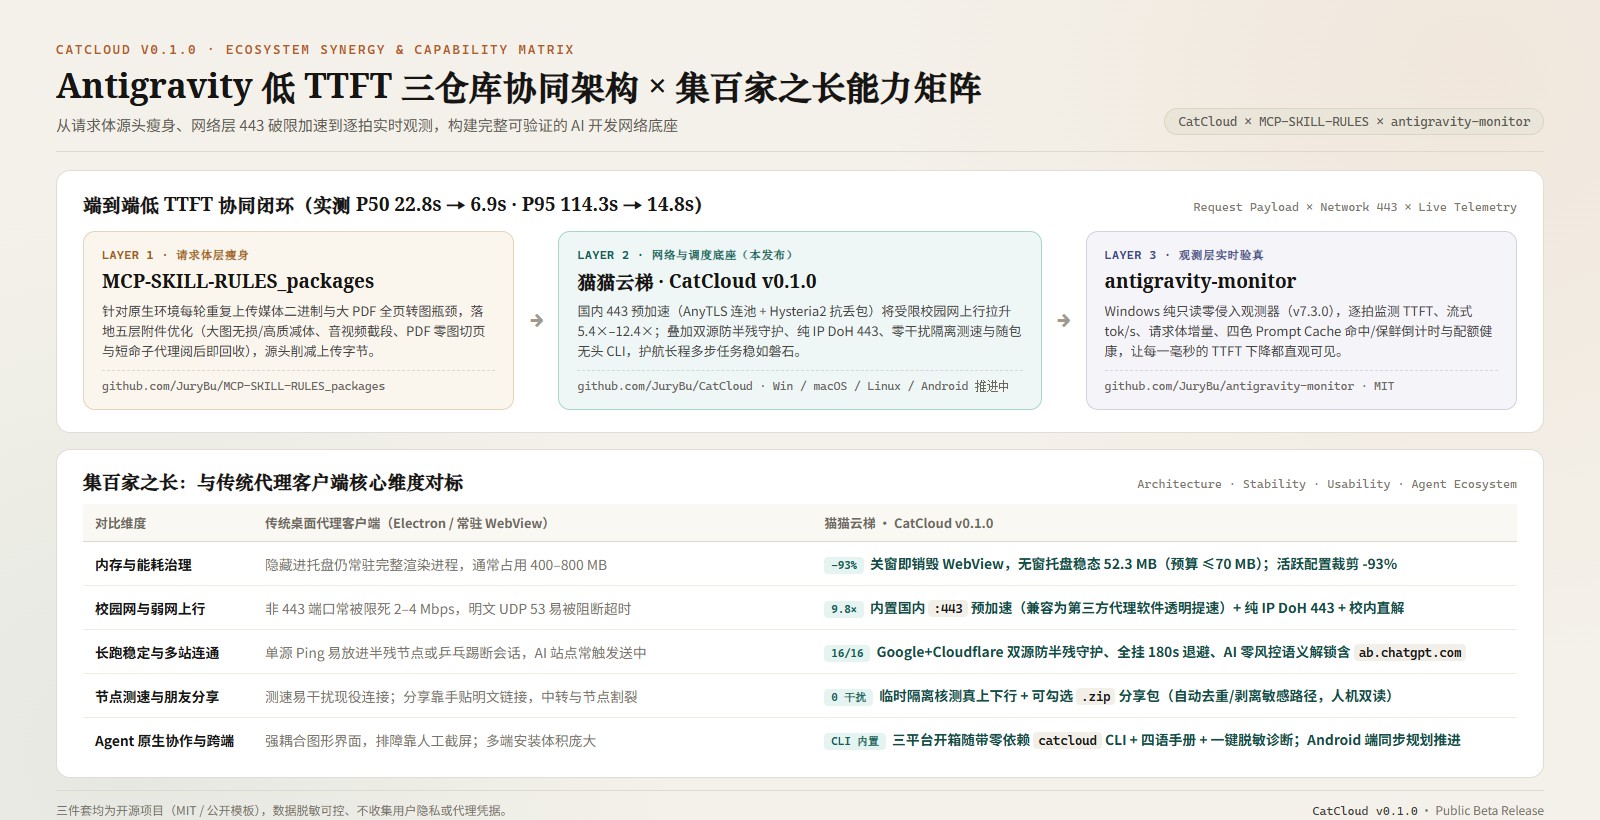 CATCLOUD V0.1.0 · ECOSYSTEM SYNERGY & CAPABILITY MATRIX
Antigravity 低 TTFT 三仓库协同架构 × 集百家之长能力矩阵
从请求体源头瘦身、网络层 443 破限加速到逐拍实时观测，构建完整可验证的 AI 开发网络底座
CatCloud × MCP-SKILL-RULES × antigravity-monitor
端到端低 TTFT 协同闭环（实测 P50 22.8s → 6.9s · P95 114.3s → 14.8s）
Request Payload × Network 443 × Live Telemetry
LAYER 1 · 请求体层瘦身
MCP-SKILL-RULES_packages
针对原生环境每轮重复上传媒体二进制与大 PDF 全页转图瓶颈，落
地五层附件优化（大图无损/高质减体、音视频截段、PDF 零图切页
与短命子代理阅后即回收），源头削减上传字节。
github.com/JuryBu/MCP-SKILL-RULES_packages
→
LAYER 2 · 网络与调度底座（本发布）
猫猫云梯 · CatCloud v0.1.0
国内 443 预加速（AnyTLS 连池 + Hysteria2 抗丢包）将受限校园网上行拉升
5.4×–12.4×；叠加双源防半残守护、纯 IP DoH 443、零干扰隔离测速与随包
无头 CLI，护航长程多步任务稳如磐石。
github.com/JuryBu/CatCloud · Win / macOS / Linux / Android 推进中
→
LAYER 3 · 观测层实时验真
antigravity-monitor
Windows 纯只读零侵入观测器（v7.3.0），逐拍监测 TTFT、流式
tok/s、请求体增量、四色 Prompt Cache 命中/保鲜倒计时与配额健
康，让每一毫秒的 TTFT 下降都直观可见。
github.com/JuryBu/antigravity-monitor · MIT
集百家之长：与传统代理客户端核心维度对标
Architecture · Stability · Usability · Agent Ecosystem
对比维度 传统桌面代理客户端（Electron / 常驻 WebView） 猫猫云梯 · CatCloud v0.1.0
内存与能耗治理 隐藏进托盘仍常驻完整渲染进程，通常占用 400–800 MB −93% 关窗即销毁 WebView，无窗托盘稳态 52.3 MB（预算 ≤70 MB）；活跃配置裁剪 -93%
校园网与弱网上行 非 443 端口常被限死 2–4 Mbps，明文 UDP 53 易被阻断超时 9.8× 内置国内 :443 预加速（兼容为第三方代理软件透明提速）+ 纯 IP DoH 443 + 校内直解
长跑稳定与多站连通 单源 Ping 易放进半残节点或乒乓踢断会话，AI 站点常触发送中 16/16 Google+Cloudflare 双源防半残守护、全挂 180s 退避、AI 零风控语义解锁含 ab.chatgpt.com
节点测速与朋友分享 测速易干扰现役连接；分享靠手贴明文链接，中转与节点割裂 0 干扰 临时隔离核测真上下行 + 可勾选 .zip 分享包（自动去重/剥离敏感路径，人机双读）
Agent 原生协作与跨端 强耦合图形界面，排障靠人工截屏；多端安装体积庞大 CLI 内置 三平台开箱随带零依赖 catcloud CLI + 四语手册 + 一键脱敏诊断；Android 端同步规划推进
三件套均为开源项目（MIT / 公开模板），数据脱敏可控、不收集用户隐私或代理凭据。
CatCloud v0.1.0 · Public Beta Release